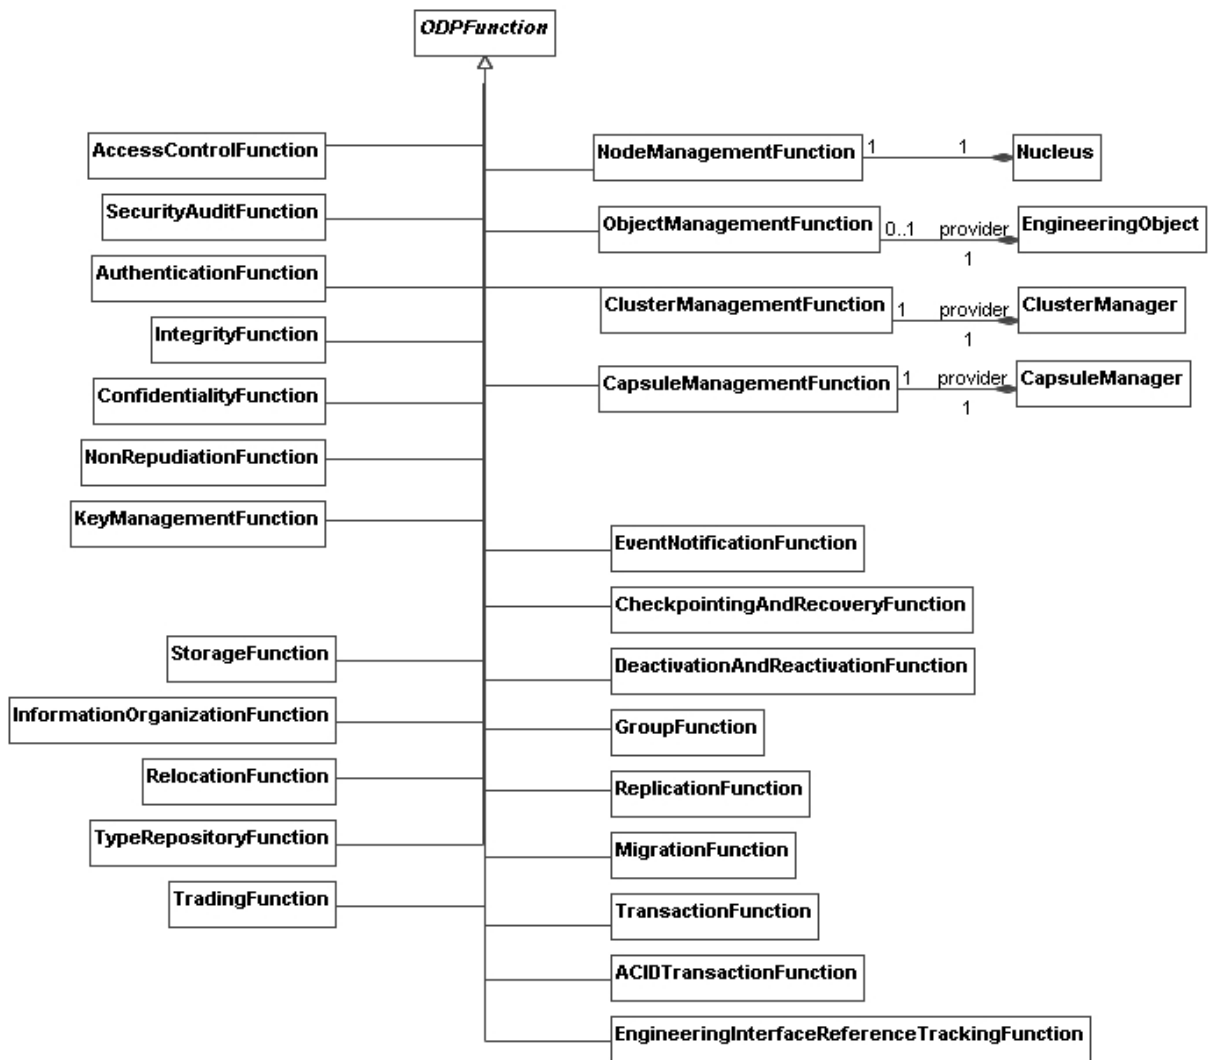 ODPFunction
AccessControlFunction
SecurityAuditFunction
AuthenticationFunction
IntegrityFunction
ConfidentialityFunction
NonRepudiationFunction
KeyManagementFunction
StorageFunction
InformationOrganizationFunction
RelocationFunction
TypeRepositoryFunction
TradingFunction
NodeManagementFunction 1 1 Nucleus
ObjectManagementFunction 0..1 provider EngineeringObject
1
ClusterManagementFunction 1 provider ClusterManager
1
CapsuleManagementFunction 1 provider CapsuleManager
1
EventNotificationFunction
CheckpointingAndRecoveryFunction
DeactivationAndReactivationFunction
GroupFunction
ReplicationFunction
MigrationFunction
TransactionFunction
ACIDTransactionFunction
EngineeringInterfaceReferenceTrackingFunction